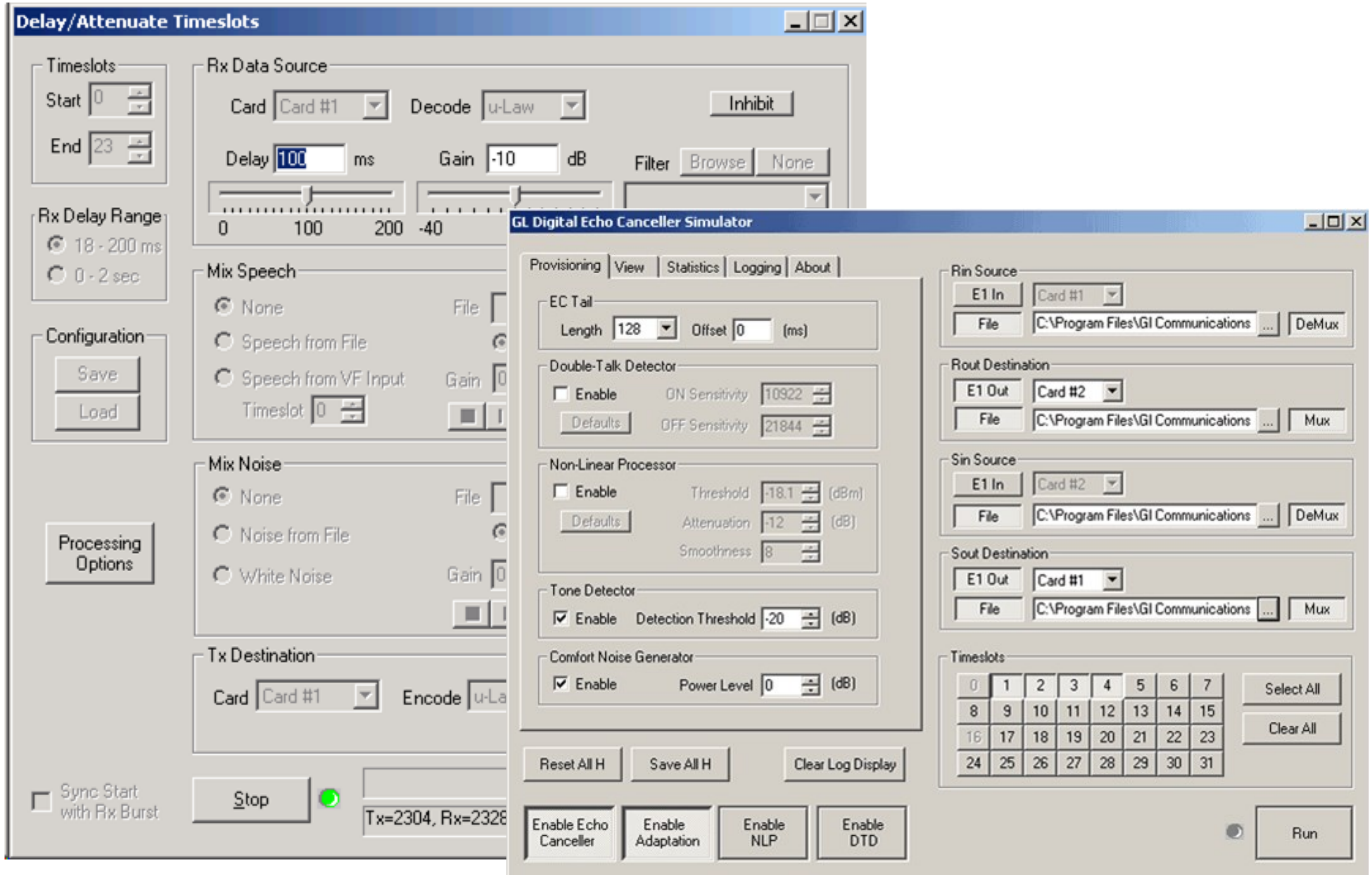 Delay/Attenuate Timeslots
Timeslots
Start 0
End 23
Rx Data Source
Card Card #1 Decode u-Law Inhibit
Delay 100 ms Gain -10 dB Filter Browse None
0 100 200 -40
Rx Delay Range
18 - 200 ms
0 - 2 sec
Configuration
Save
Load
Processing
Options
Mix Speech
None File
Speech from File
Speech from VF Input Gain 0
Timeslot 0
Mix Noise
None File
Noise from File
White Noise Gain 0
Tx Destination
Card Card #1 Encode u-La
Sync Start
with Rx Burst
Stop
Tx=2304, Rx=2328
GL Digital Echo Canceller Simulator
Provisioning View Statistics Logging About
EC Tail
Length 128 Offset 0 (ms)
Double-Talk Detector
Enable ON Sensitivity 10922
Defaults OFF Sensitivity 21844
Non-Linear Processor
Enable Threshold -18.1 (dBm)
Defaults Attenuation -12 (dB)
Smoothness 8
Tone Detector
Enable Detection Threshold -20 (dB)
Comfort Noise Generator
Enable Power Level 0 (dB)
Reset All H Save All H Clear Log Display
Enable Echo
Canceller
Enable
Adaptation
Enable
NLP
Enable
DTD
Rin Source
E1 In Card #1
File C:\Program Files\Gl Communications ... DeMux
Rout Destination
E1 Out Card #2
File C:\Program Files\Gl Communications ... Mux
Sin Source
E1 In Card #2
File C:\Program Files\Gl Communications ... DeMux
Sout Destination
E1 Out Card #1
File C:\Program Files\Gl Communications ... Mux
Timeslots
0 1 2 3 4 5 6 7 Select All
8 9 10 11 12 13 14 15
16 17 18 19 20 21 22 23 Clear All
24 25 26 27 28 29 30 31
Run